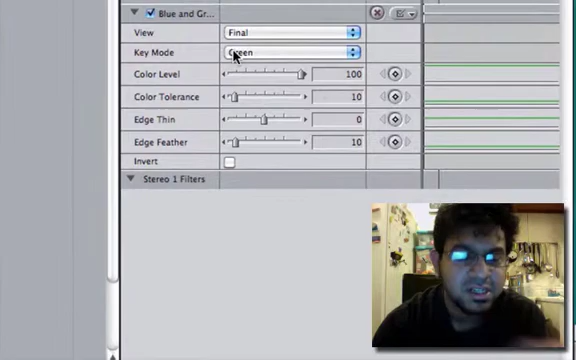 Blue and Gr...
View Final
Key Mode Green
Color Level 100
Color Tolerance 10
Edge Thin 0
Edge Feather 10
Invert
Stereo 1 Filters